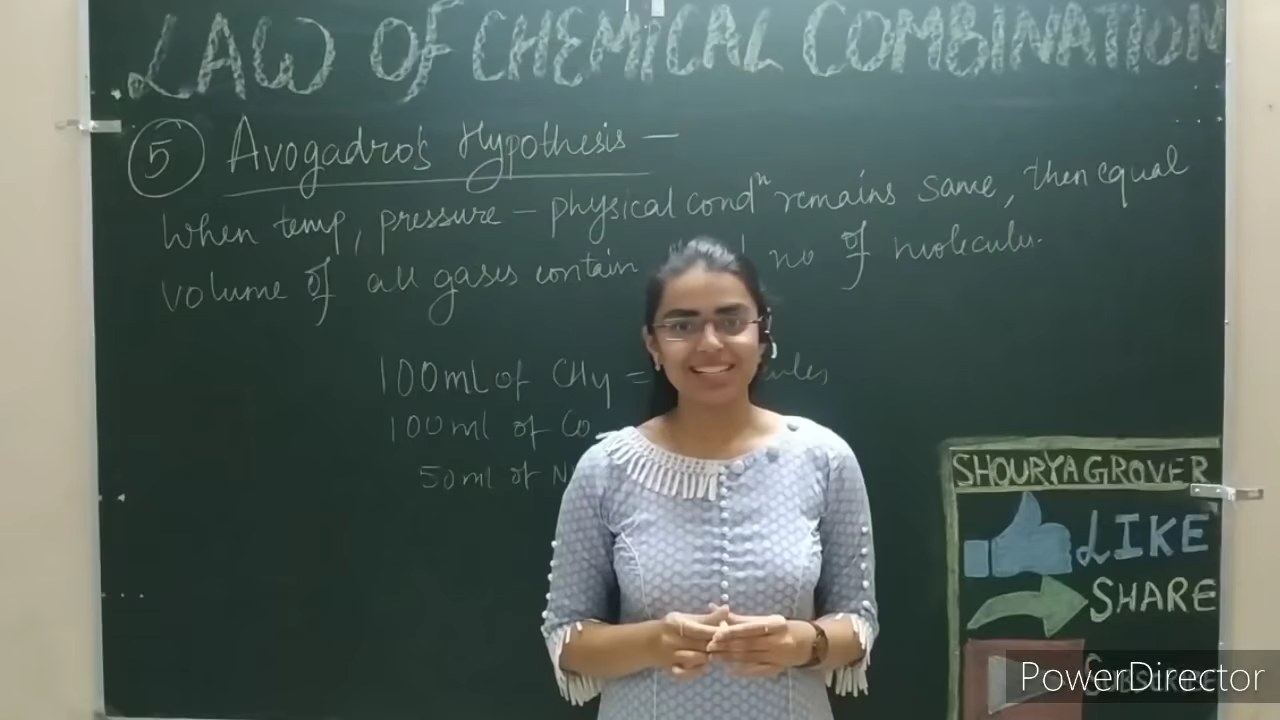 LAW OF CHEMICAL COMBINATION
5 Avogadro's Hypothesis —
When temp, pressure – physical condⁿ remains same, then equal
volume of all gases contain no of molecules.
100ml of CH4 =
100ml of Co
50ml of N
SHOURYA GROVER
LIKE
SHARE
SUBSCRIBE
PowerDirector